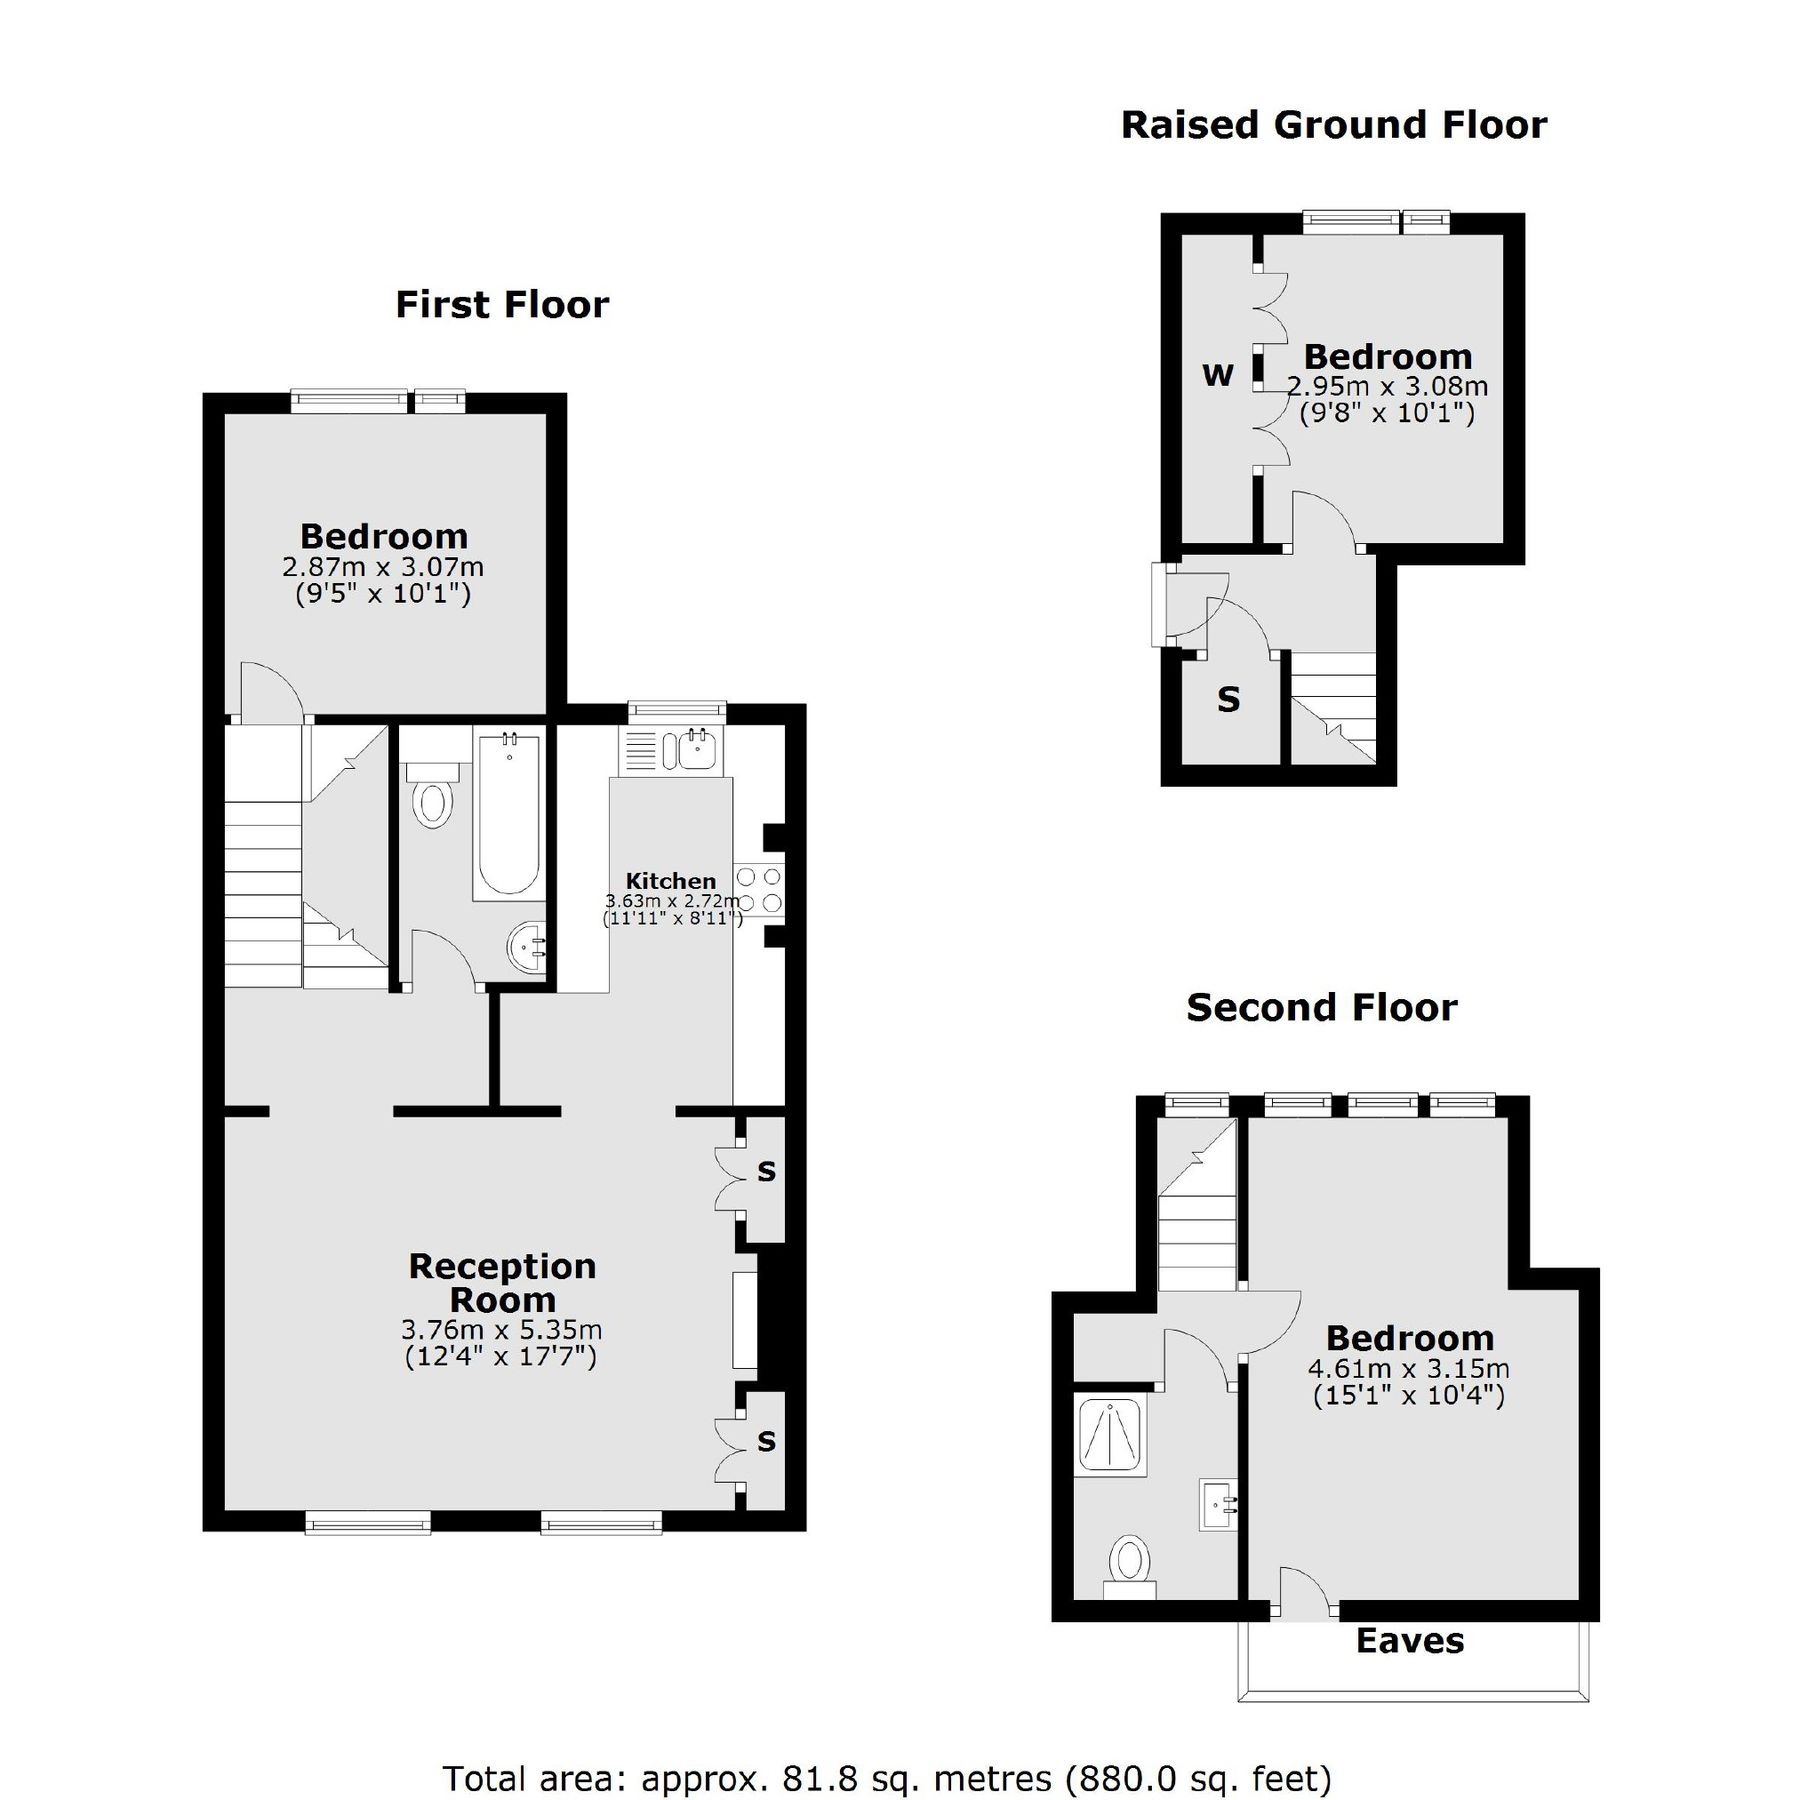 Raised Ground Floor
W
Bedroom
2.95m x 3.08m
(9'8" x 10'1")
S
First Floor
Bedroom
2.87m x 3.07m
(9'5" x 10'1")
Kitchen
3.63m x 2.72m
(11'11" x 8'11")
S
Reception
Room
3.76m x 5.35m
(12'4" x 17'7")
S
Second Floor
Bedroom
4.61m x 3.15m
(15'1" x 10'4")
Eaves
Total area: approx. 81.8 sq. metres (880.0 sq. feet)